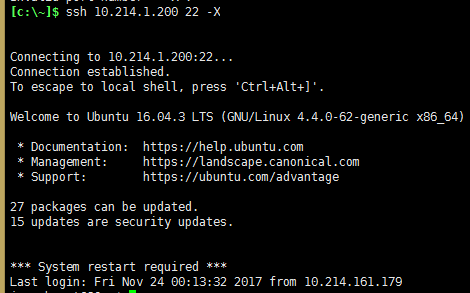 [c:\~]$ ssh 10.214.1.200 22 -X
Connecting to 10.214.1.200:22...
Connection established.
To escape to local shell, press 'Ctrl+Alt+]'.
Welcome to Ubuntu 16.04.3 LTS (GNU/Linux 4.4.0-62-generic x86_64)
* Documentation:  https://help.ubuntu.com
* Management:     https://landscape.canonical.com
* Support:        https://ubuntu.com/advantage
27 packages can be updated.
15 updates are security updates.
*** System restart required ***
Last login: Fri Nov 24 00:13:32 2017 from 10.214.161.179